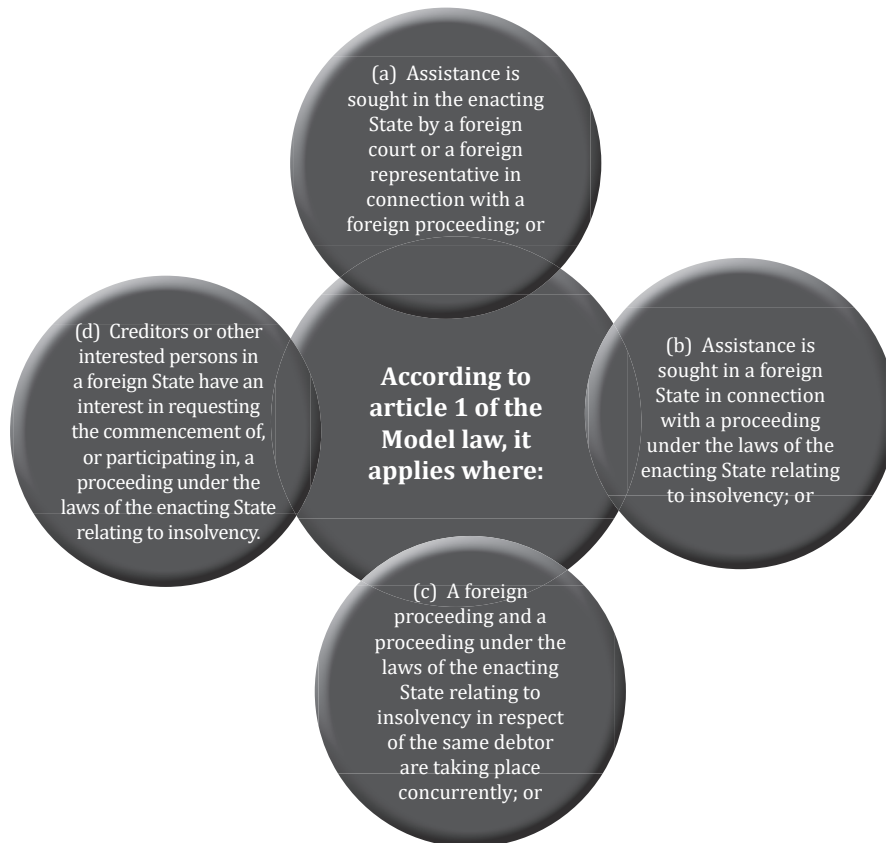 (a) Assistance is
sought in the enacting
State by a foreign
court or a foreign
representative in
connection with a
foreign proceeding; or
According to
article 1 of the
Model law, it
applies where:
(b) Assistance is
sought in a foreign
State in connection
with a proceeding
under the laws of the
enacting State relating
to insolvency; or
(c) A foreign
proceeding and a
proceeding under the
laws of the enacting
State relating to
insolvency in respect
of the same debtor
are taking place
concurrently; or
(d) Creditors or other
interested persons in
a foreign State have an
interest in requesting
the commencement of,
or participating in, a
proceeding under the
laws of the enacting State
relating to insolvency.